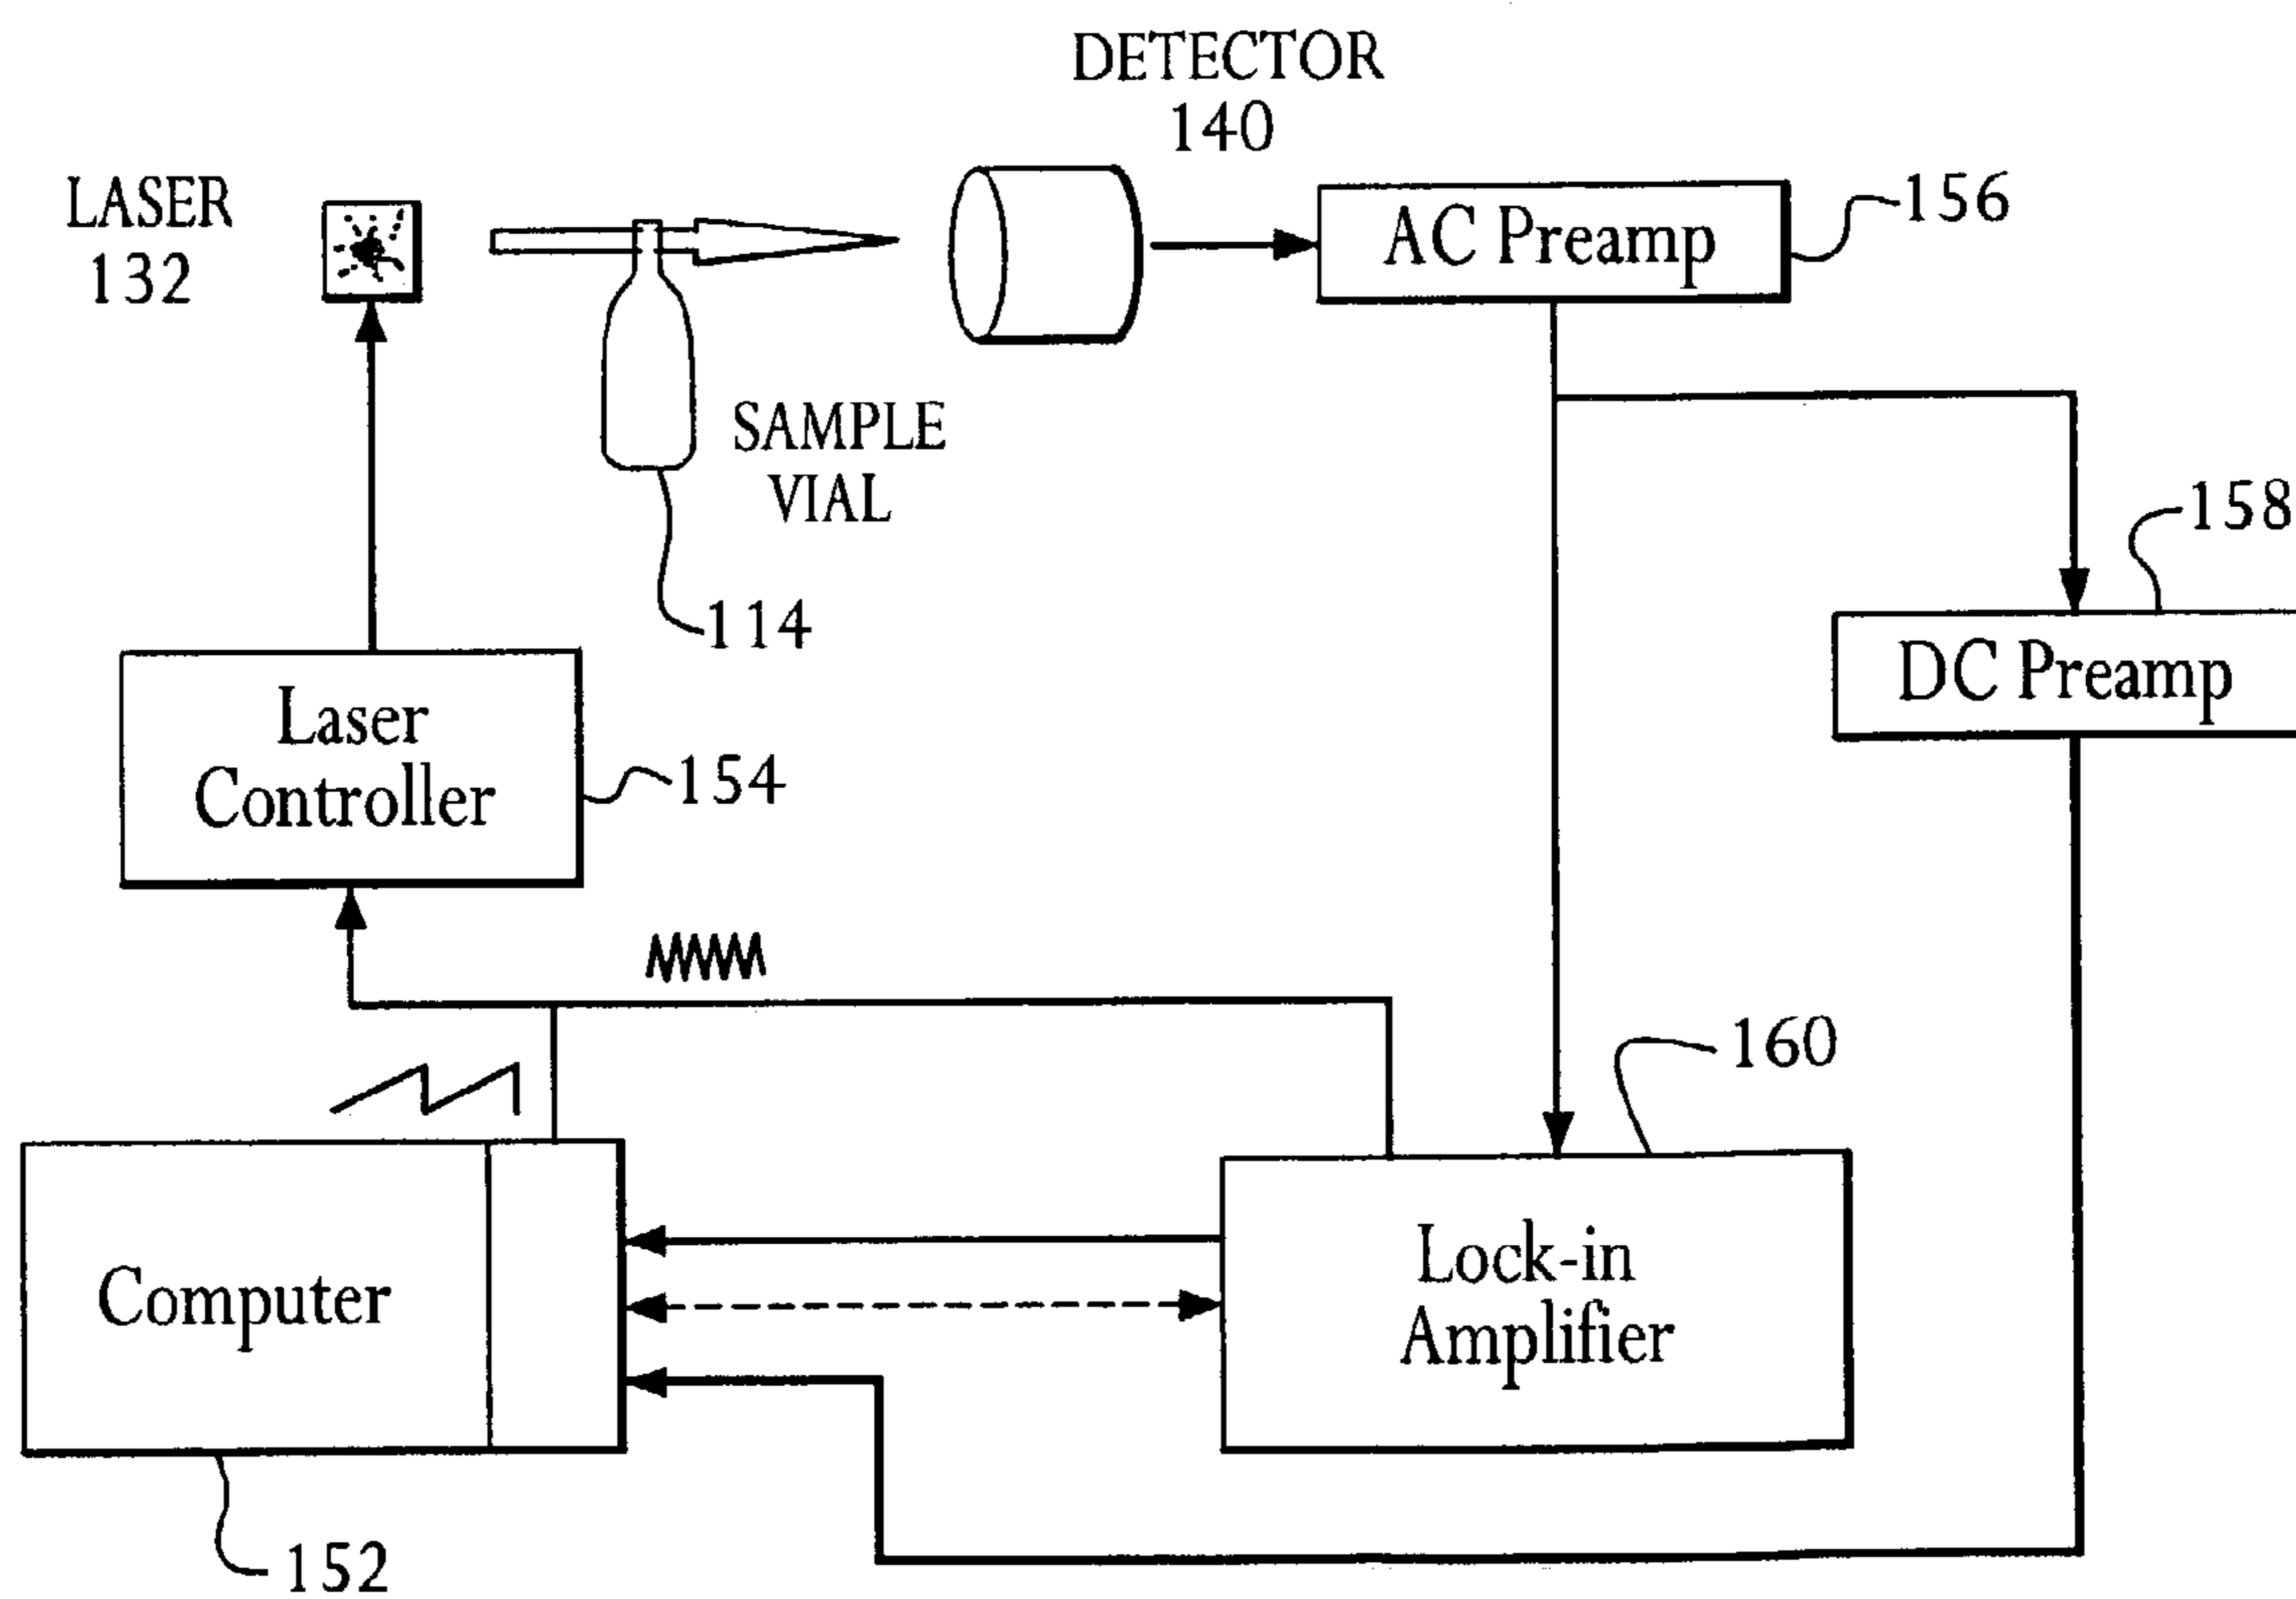 DETECTOR
140
LASER
132
AC Preamp
156
SAMPLE
VIAL
114
158
DC Preamp
Laser
Controller
154
160
Computer
Lock-in
Amplifier
152